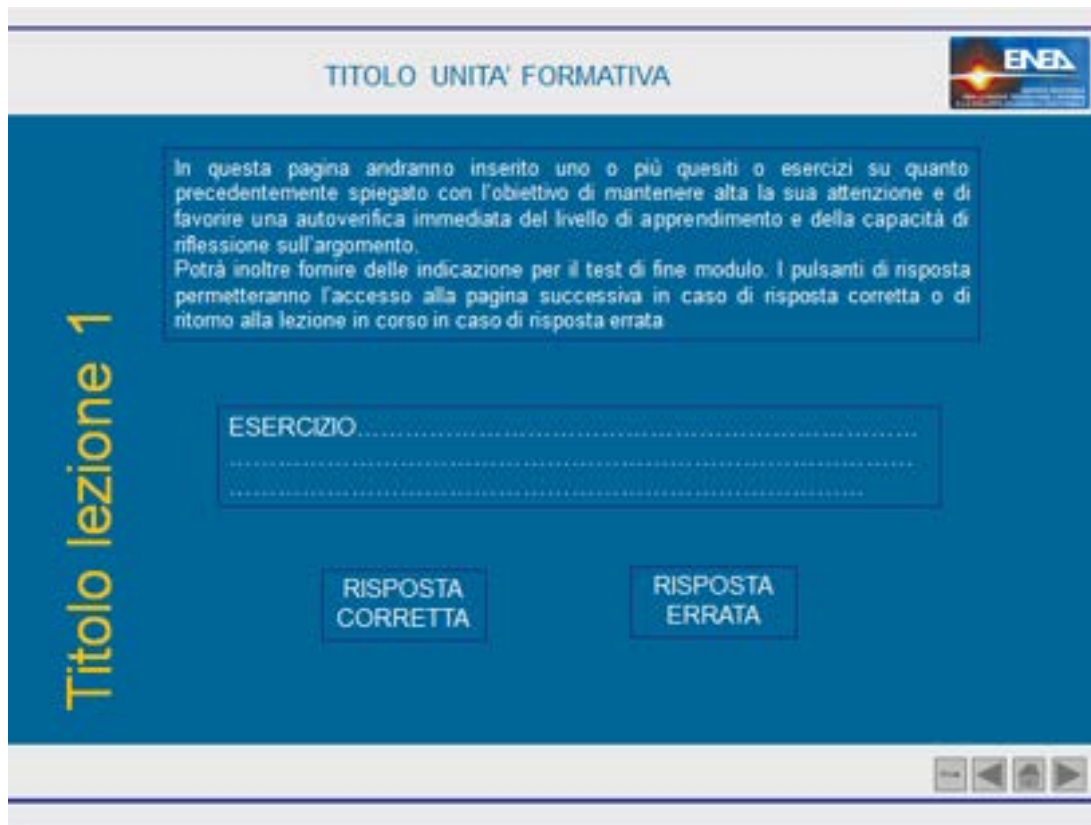 TITOLO UNITA' FORMATIVA
ENEA
In questa pagina andranno inserito uno o più quesiti o esercizi su quanto
precedentemente spiegato con l'obiettivo di mantenere alta la sua attenzione e di
favorire una autoverifica immediata del livello di apprendimento e della capacità di
riflessione sull'argomento.
Potrà inoltre fornire delle indicazione per il test di fine modulo. I pulsanti di risposta
permetteranno l'accesso alla pagina successiva in caso di risposta corretta o di
ritorno alla lezione in corso in caso di risposta errata
Titolo lezione 1
ESERCIZIO......................................................................
.....................................................................................
...............................................................................
RISPOSTA
CORRETTA
RISPOSTA
ERRATA